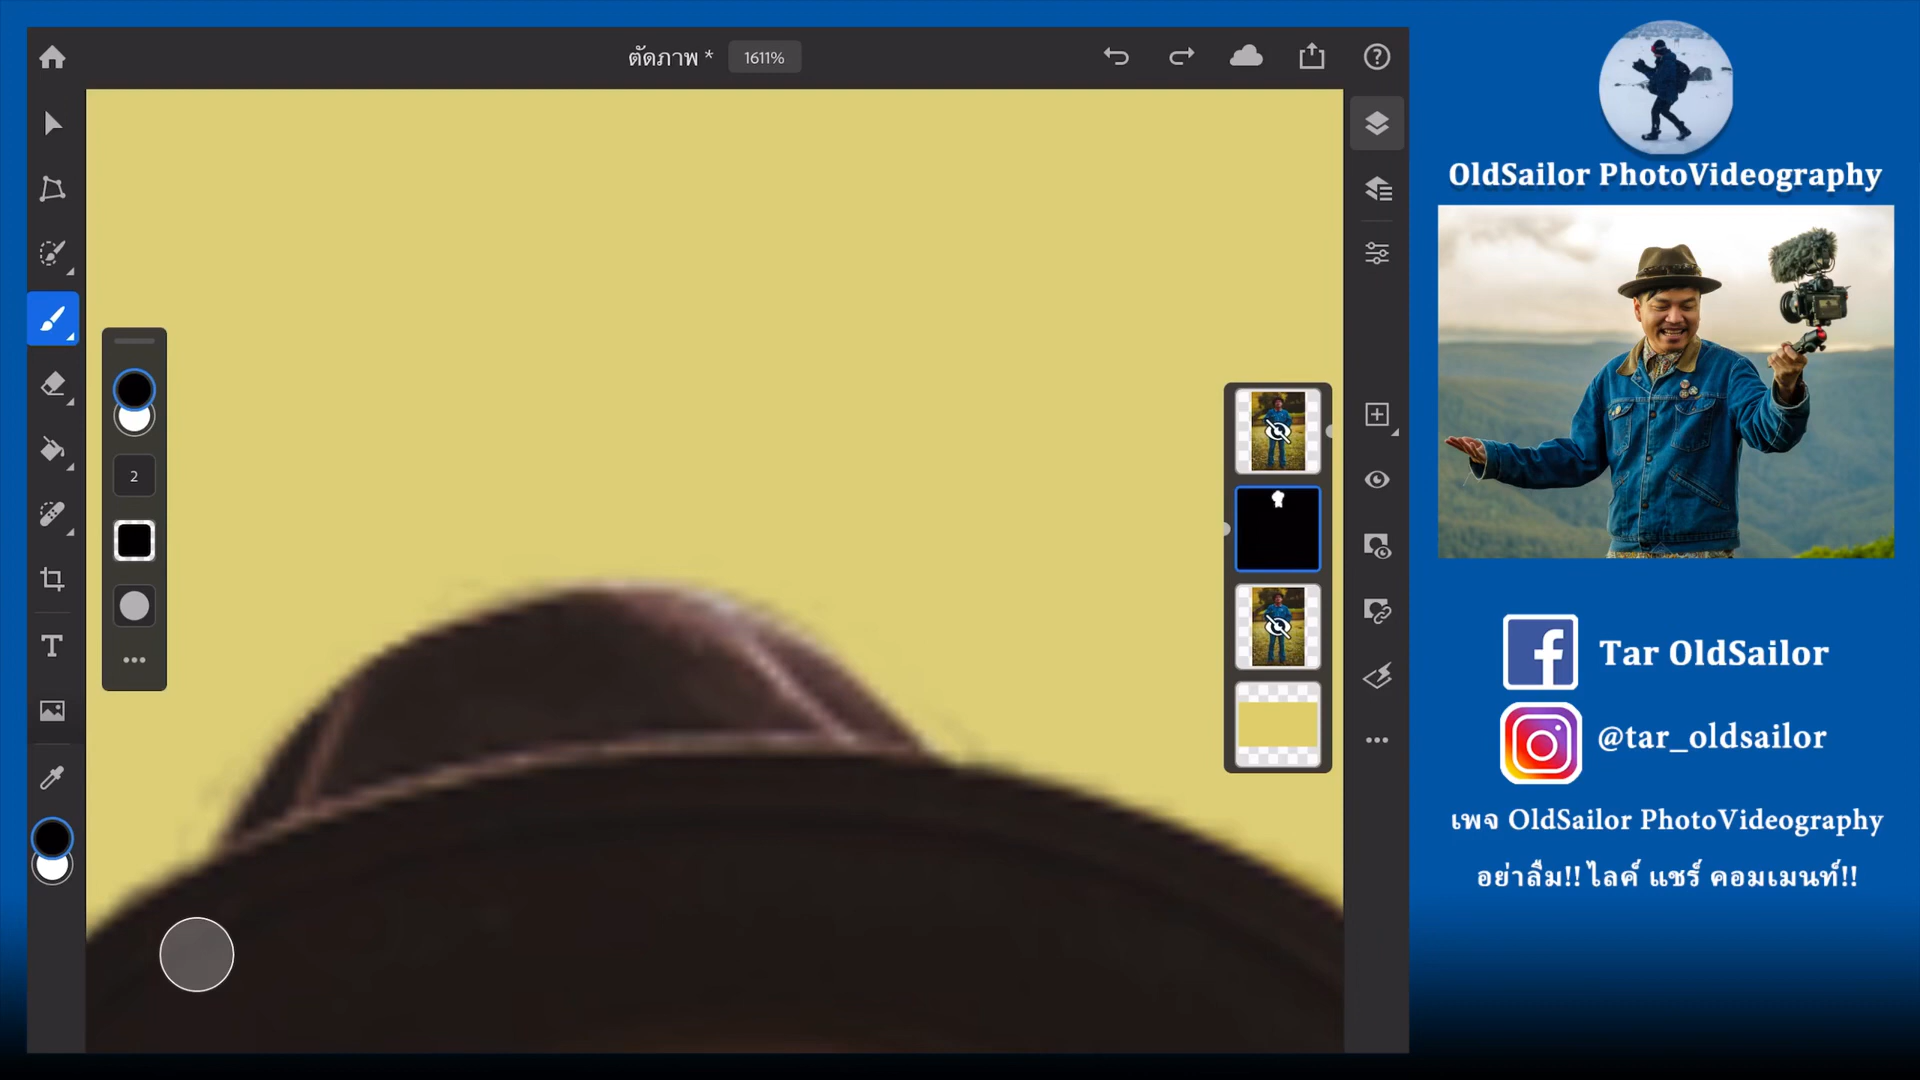 ตัดภาพ *
1611%
2
T
OldSailor PhotoVideography
f
Tar OldSailor
@tar_oldsailor
เพจ OldSailor PhotoVideography
อย่าลืม!! ไลค์ แชร์ คอมเมนท์!!